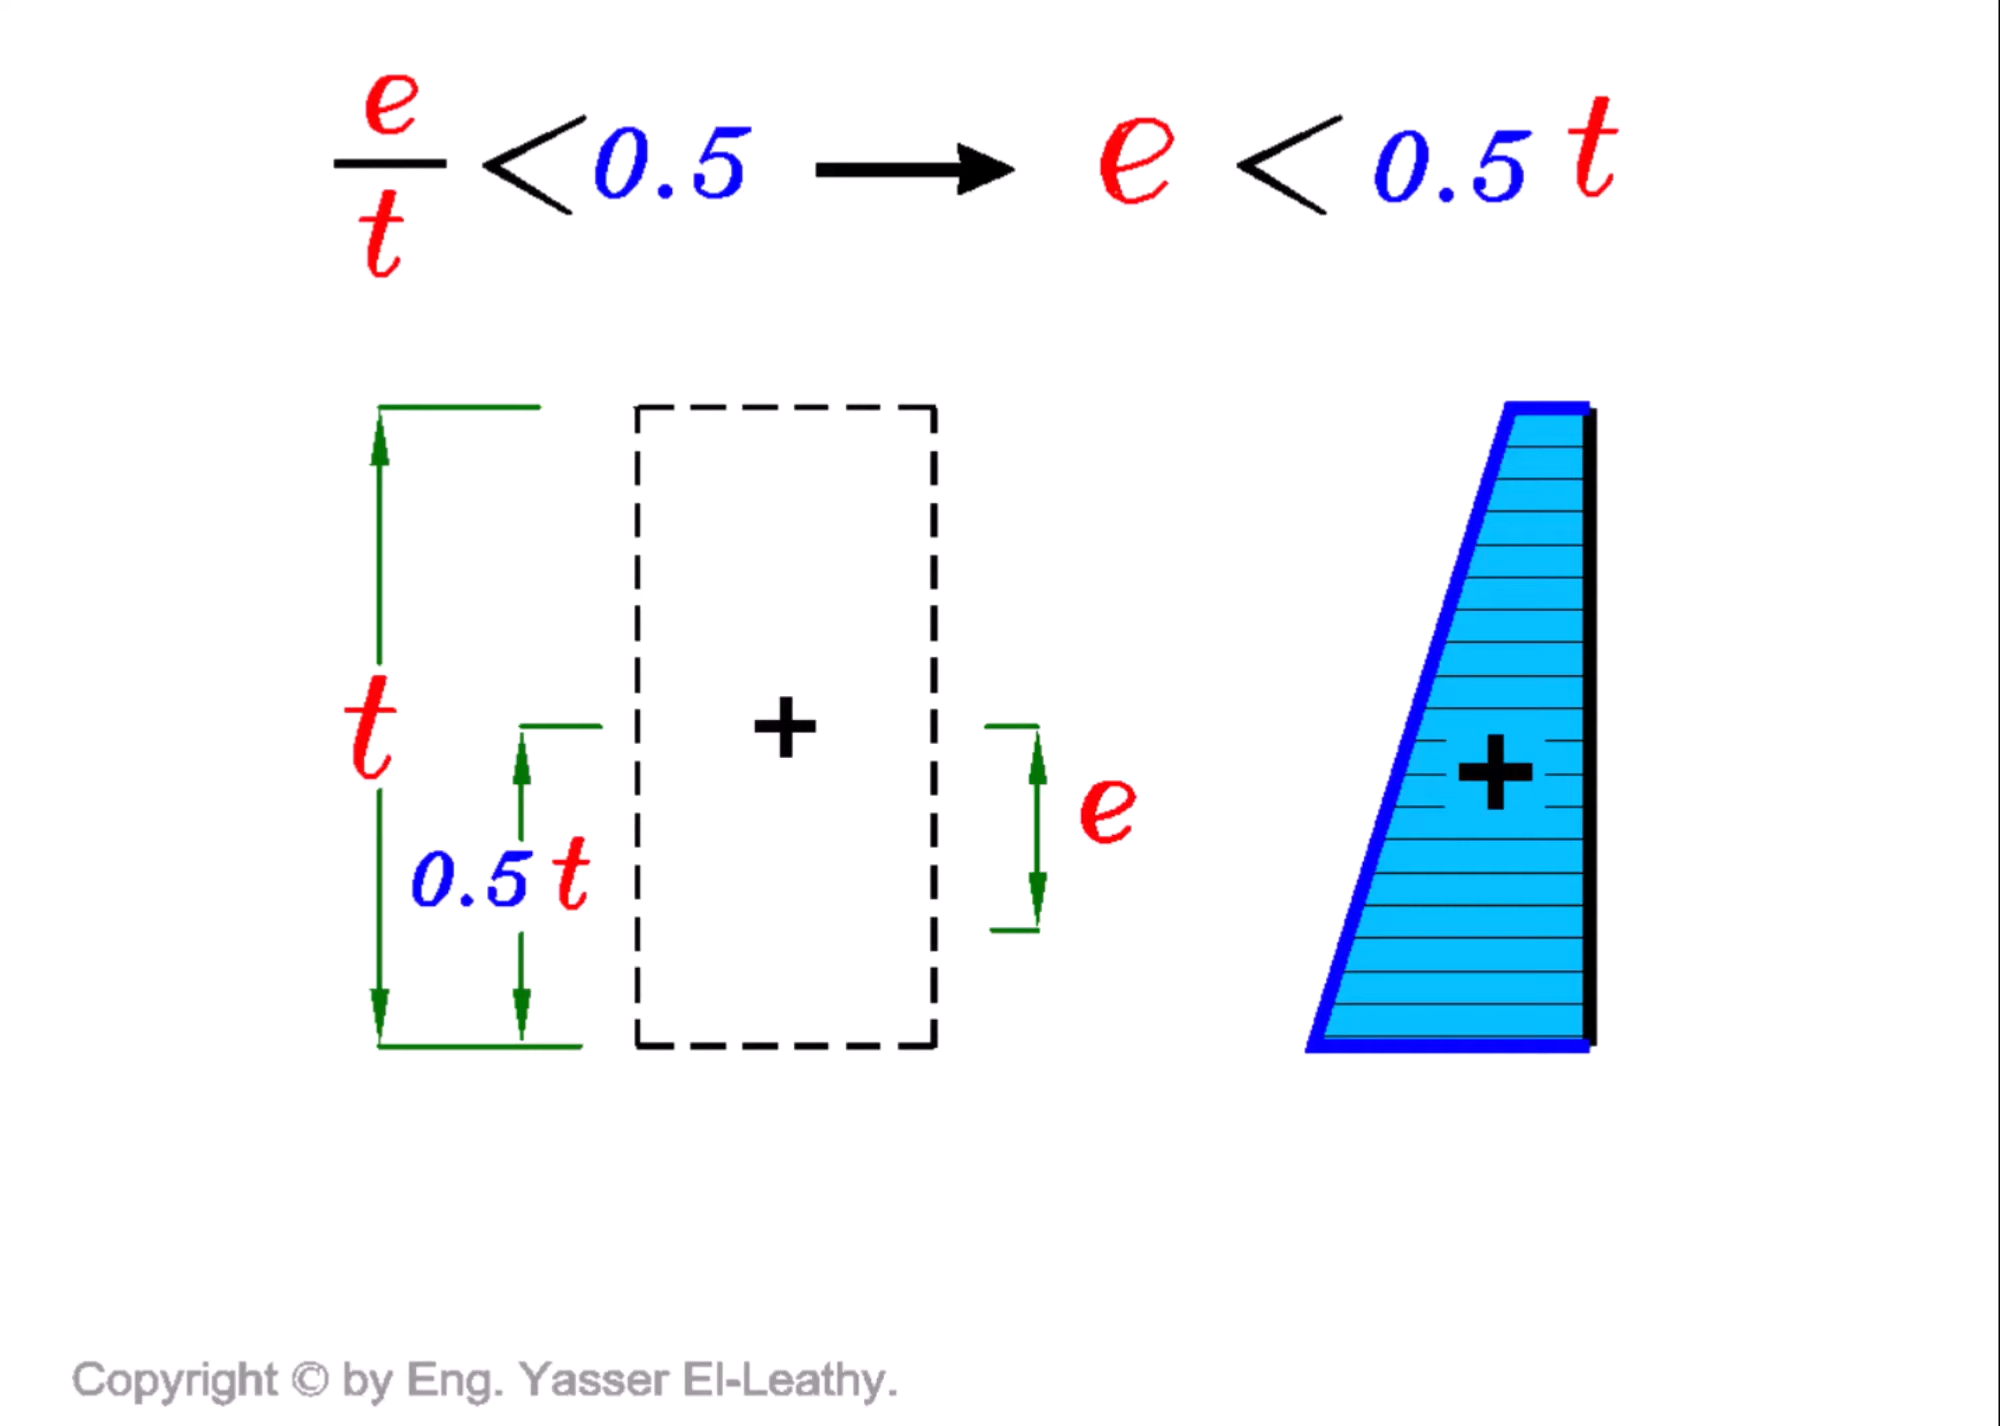 e/t < 0.5 → e < 0.5 t
t
+
0.5 t
e
+
Copyright © by Eng. Yasser El-Leathy.